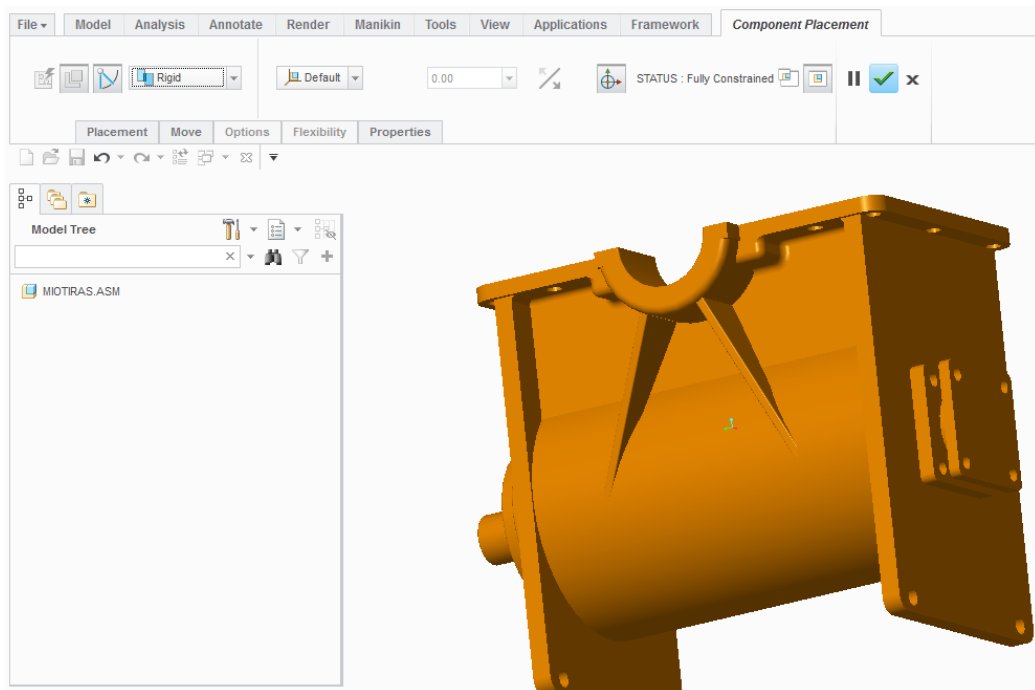 File Model Analysis Annotate Render Manikin Tools View Applications Framework Component Placement
Rigid Default 0.00 STATUS : Fully Constrained
Placement Move Options Flexibility Properties
Model Tree
MIOTIRAS.ASM